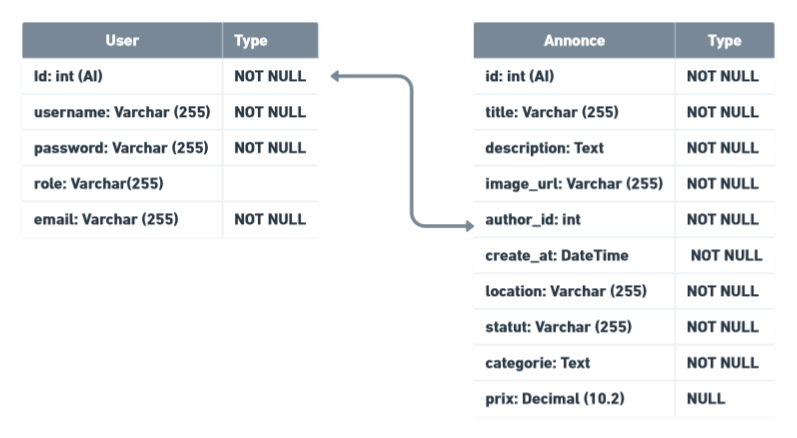 User Type
Id: int (AI) NOT NULL
username: Varchar (255) NOT NULL
password: Varchar (255) NOT NULL
role: Varchar(255)
email: Varchar (255) NOT NULL
Annonce Type
id: int (AI) NOT NULL
title: Varchar (255) NOT NULL
description: Text NOT NULL
image_url: Varchar (255) NOT NULL
author_id: int NOT NULL
create_at: DateTime NOT NULL
location: Varchar (255) NOT NULL
statut: Varchar (255) NOT NULL
categorie: Text NOT NULL
prix: Decimal (10.2) NULL